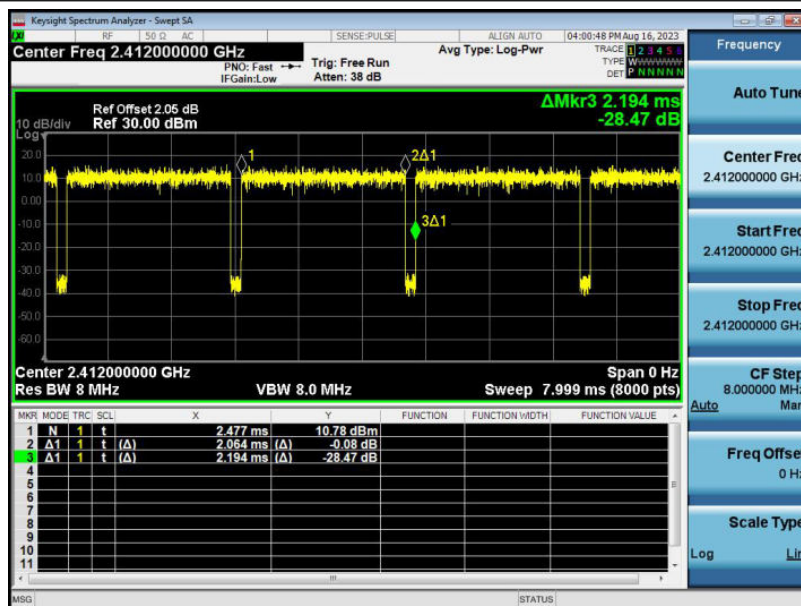 Keysight Spectrum Analyzer - Swept SA
RF 50 Ω AC SENSE:PULSE ALIGN AUTO 04:00:48 PM Aug 16, 2023
Center Freq 2.412000000 GHz
PNO: Fast
IFGain:Low
Trig: Free Run
Atten: 38 dB
Avg Type: Log-Pwr
TRACE 1 2 3 4 5 6
TYPE WWWWWW
DET P N N N N N
ΔMkr3 2.194 ms
-28.47 dB
Ref Offset 2.05 dB
10 dB/div Ref 30.00 dBm
Log
20.0
10.0
0.00
-10.0
-20.0
-30.0
-40.0
-50.0
-60.0
1
2Δ1
3Δ1
Center 2.412000000 GHz Span 0 Hz
Res BW 8 MHz VBW 8.0 MHz Sweep 7.999 ms (8000 pts)
MKR MODE TRC SCL X Y FUNCTION FUNCTION WIDTH FUNCTION VALUE
1 N 1 t 2.477 ms 10.78 dBm
2 Δ1 1 t (Δ) 2.064 ms (Δ) -0.08 dB
3 Δ1 1 t (Δ) 2.194 ms (Δ) -28.47 dB
4
5
6
7
8
9
10
11
MSG STATUS
Frequency
Auto Tune
Center Freq
2.412000000 GHz
Start Freq
2.412000000 GHz
Stop Freq
2.412000000 GHz
CF Step
8.000000 MHz
Auto Man
Freq Offset
0 Hz
Scale Type
Log Lin